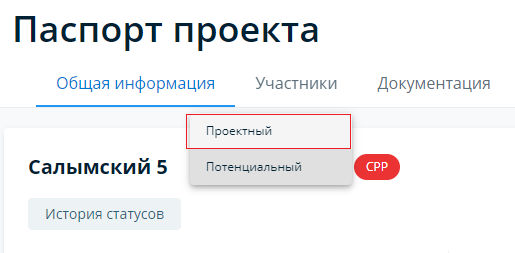 Паспорт проекта
Общая информация Участники Документация
Проектный
Салымский 5 Потенциальный СРР
История статусов